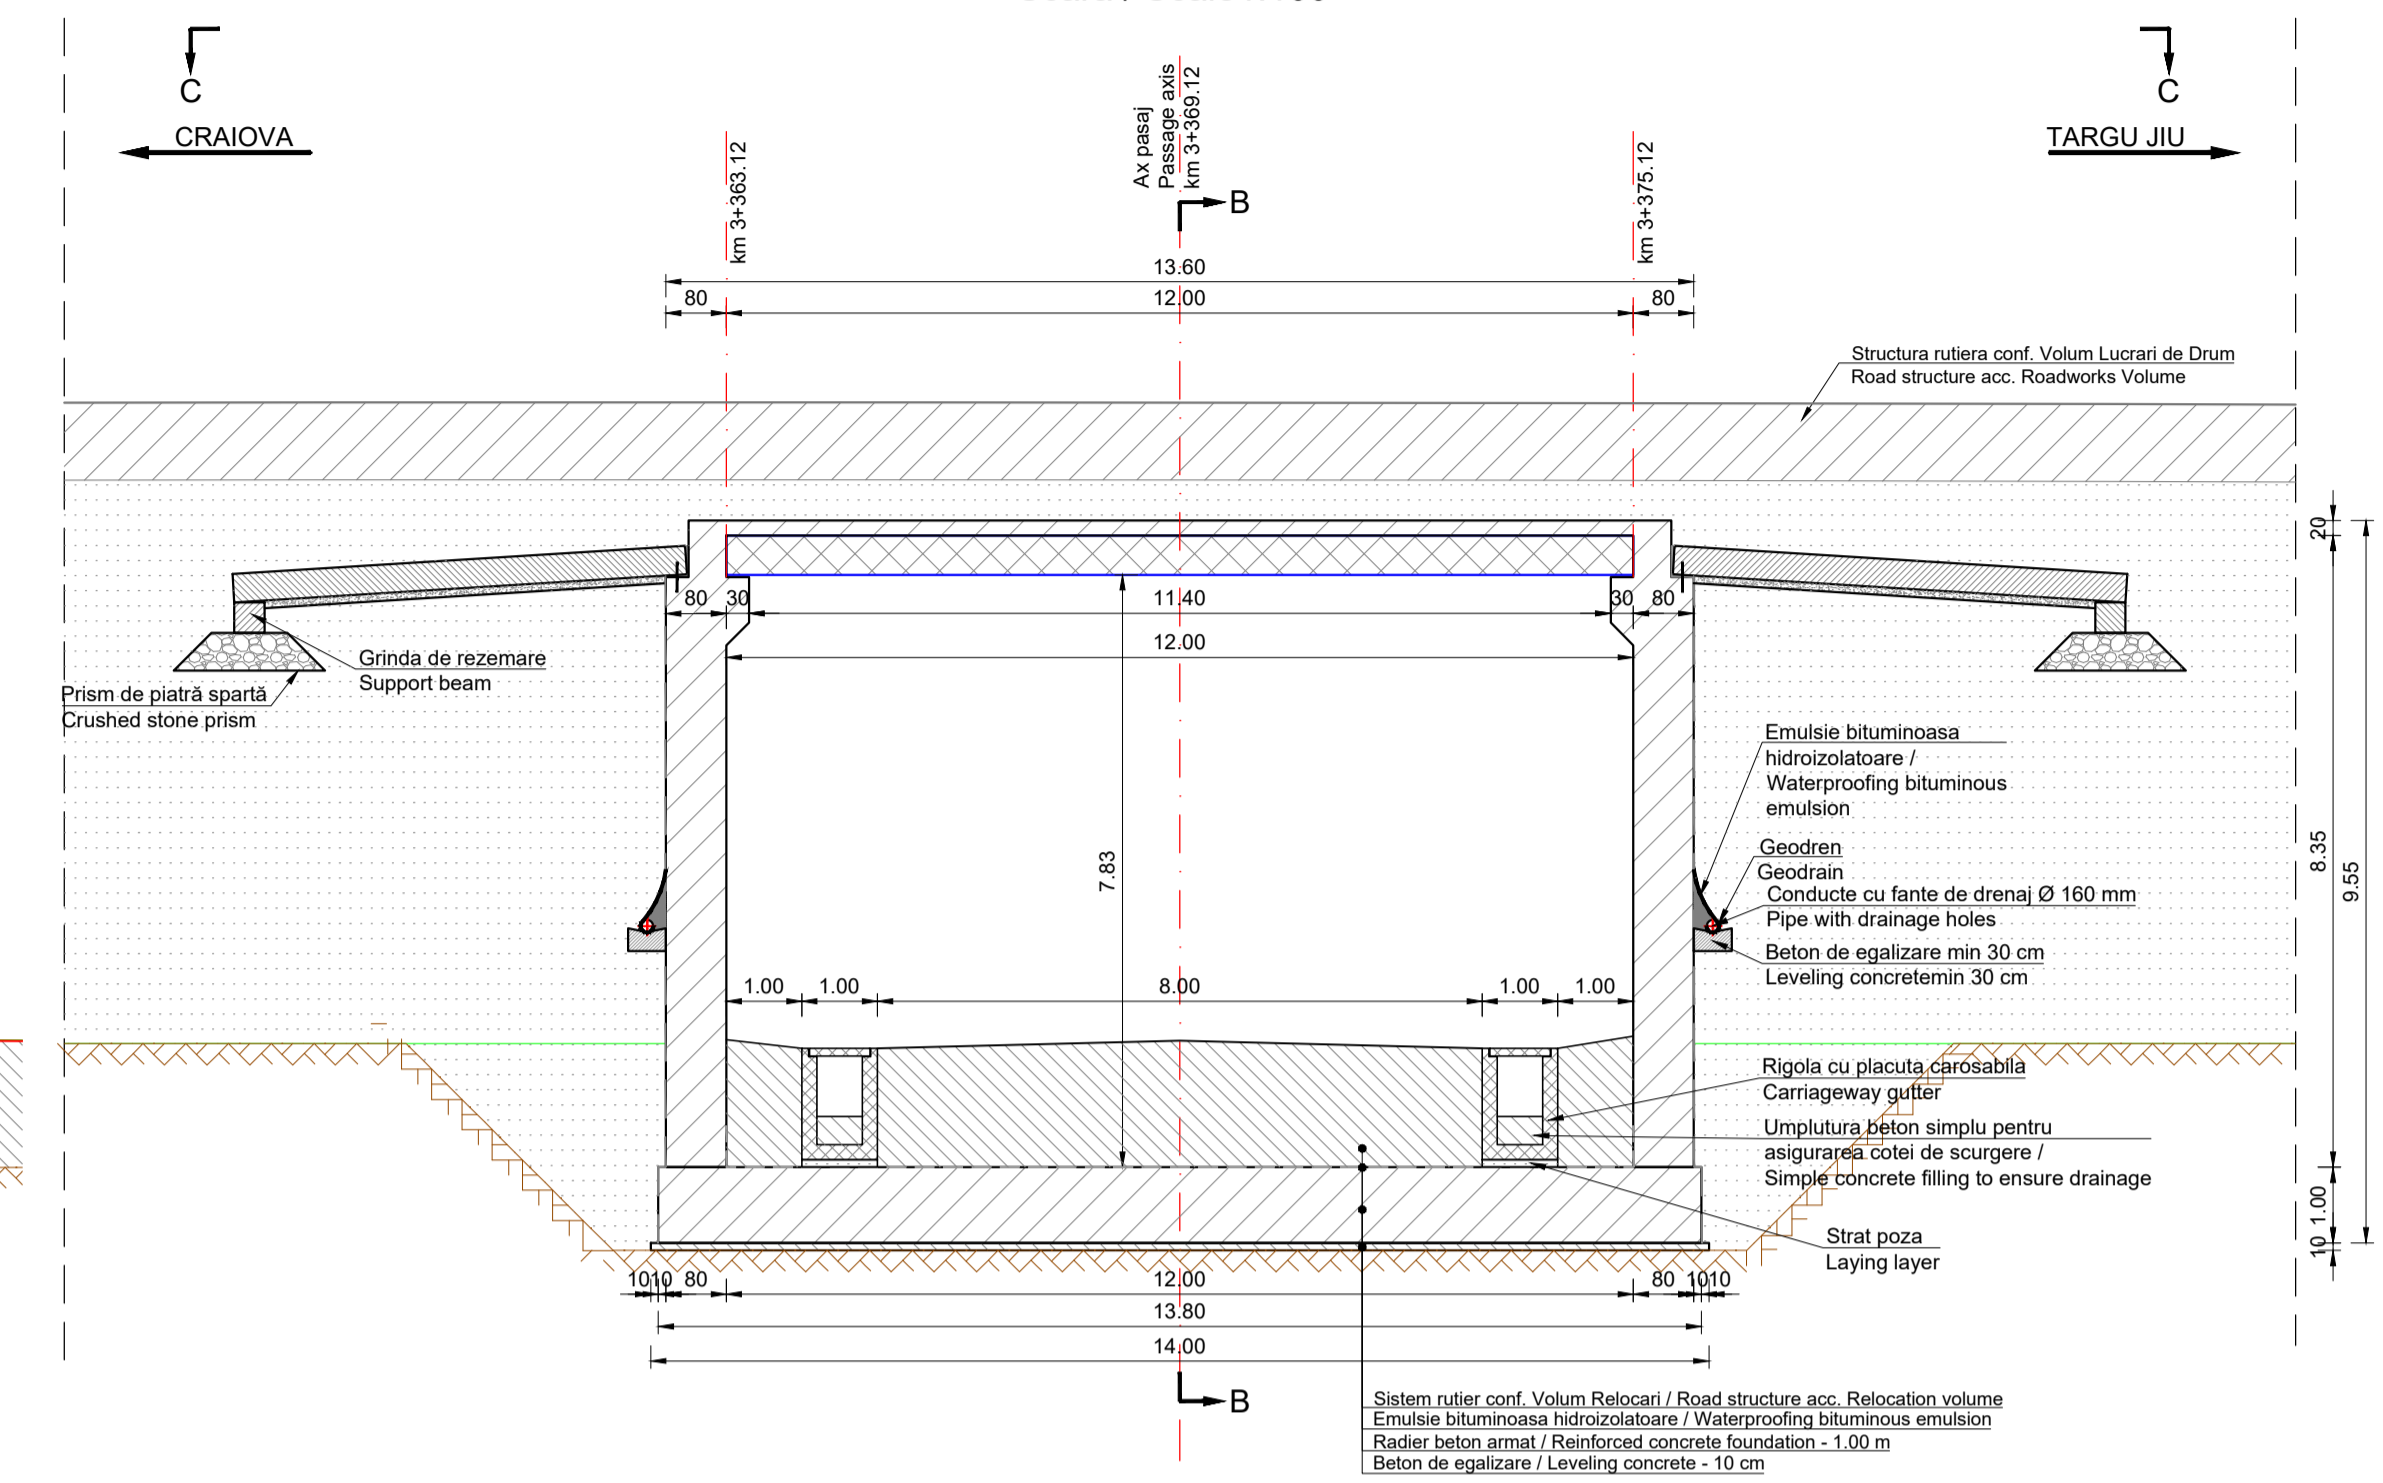 C
C
CRAIOVA
TARGU JIU
Ax pasaj
Passage axis
km 3+369.12
km 3+363.12
km 3+375.12
B
13.60
80
12.00
80
Structura rutiera conf. Volum Lucrari de Drum
Road structure acc. Roadworks Volume
20
80
30
11.40
30
80
12.00
Grinda de rezemare
Support beam
Prism de piatră spartă
Crushed stone prism
Emulsie bituminoasa
hidroizolatoare /
Waterproofing bituminous
emulsion
Geodren
Geodrain
Conducte cu fante de drenaj Ø 160 mm
Pipe with drainage holes
Beton de egalizare min 30 cm
Leveling concretemin 30 cm
7.83
8.35
9.55
1.00
1.00
8.00
1.00
1.00
Rigola cu placuta carosabila
Carriageway gutter
Umplutura beton simplu pentru
asigurarea cotei de scurgere /
Simple concrete filling to ensure drainage
Strat poza
Laying layer
1.00
10
10
10
80
12.00
80
10
10
13.80
14.00
B
Sistem rutier conf. Volum Relocari / Road structure acc. Relocation volume
Emulsie bituminoasa hidroizolatoare / Waterproofing bituminous emulsion
Radier beton armat / Reinforced concrete foundation - 1.00 m
Beton de egalizare / Leveling concrete - 10 cm